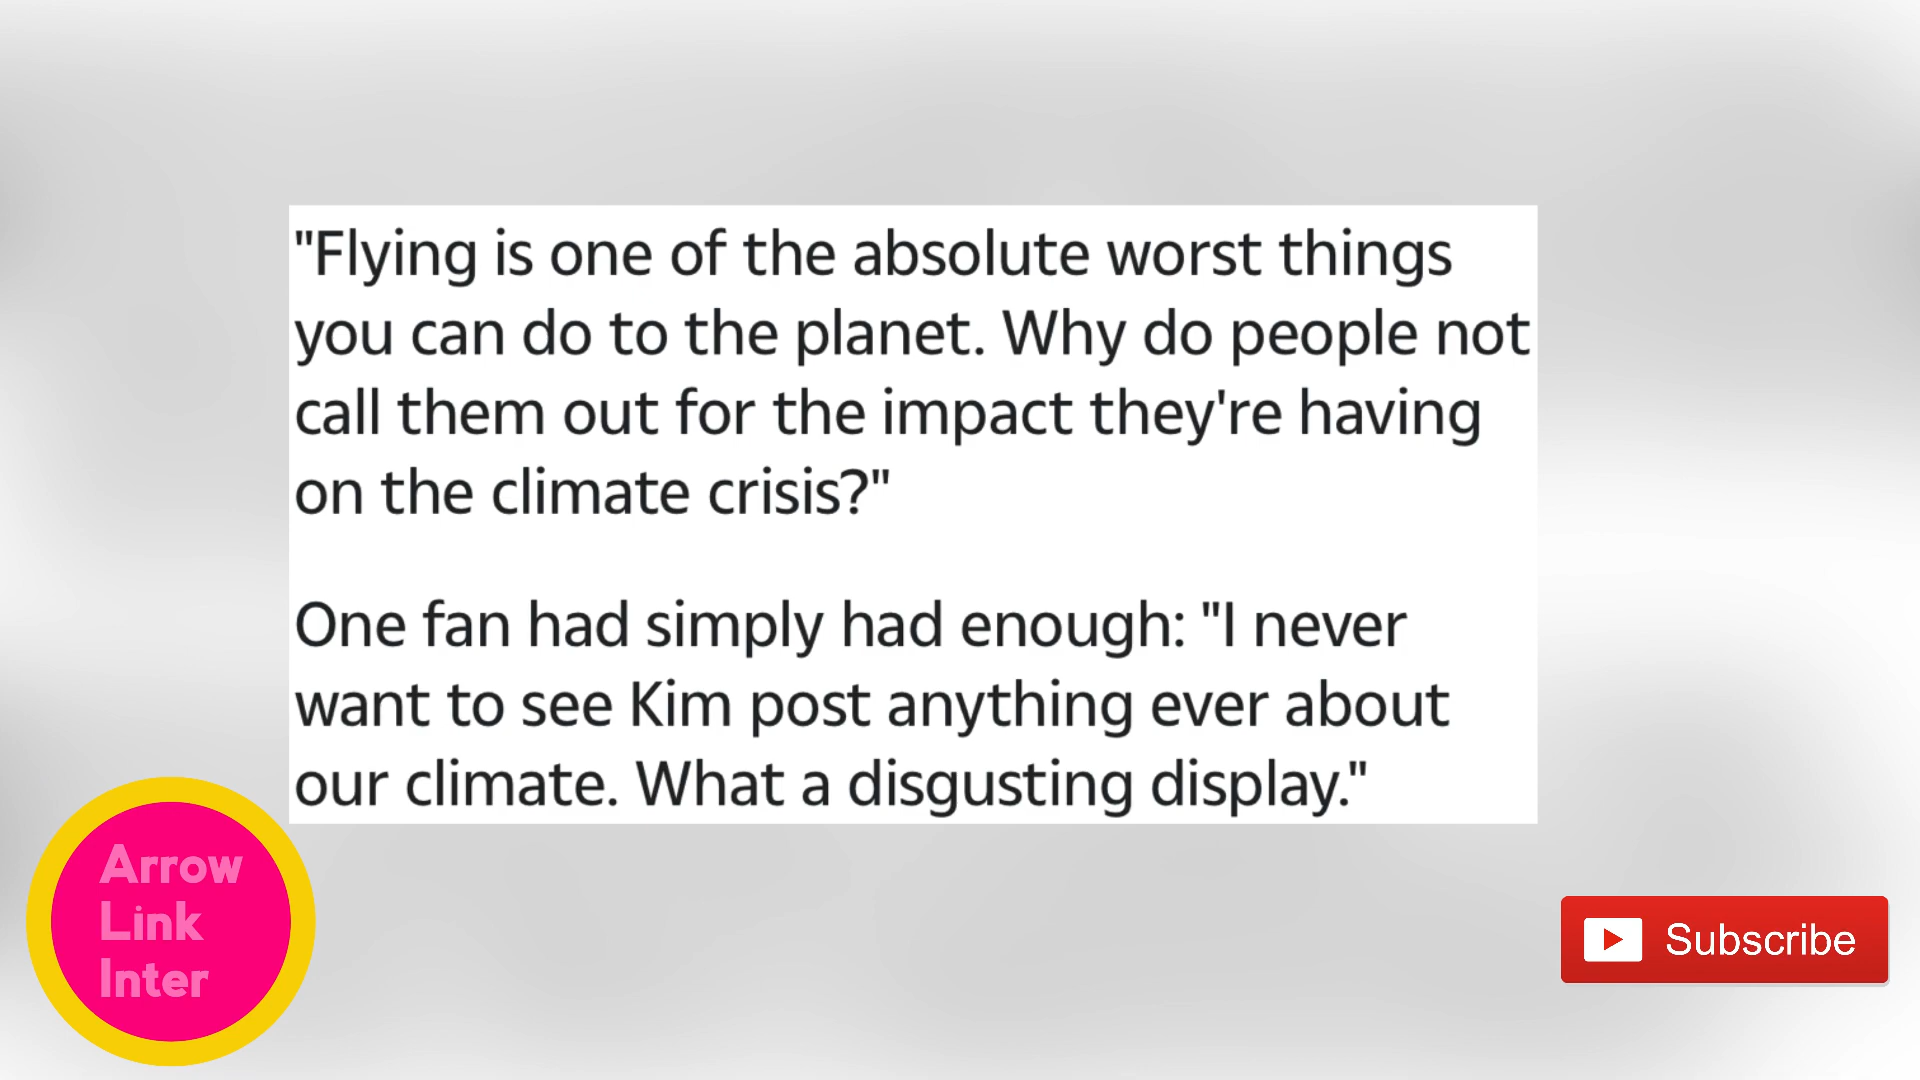 "Flying is one of the absolute worst things
you can do to the planet. Why do people not
call them out for the impact they're having
on the climate crisis?"
One fan had simply had enough: "I never
want to see Kim post anything ever about
our climate. What a disgusting display."
Arrow
Link
Inter
Subscribe